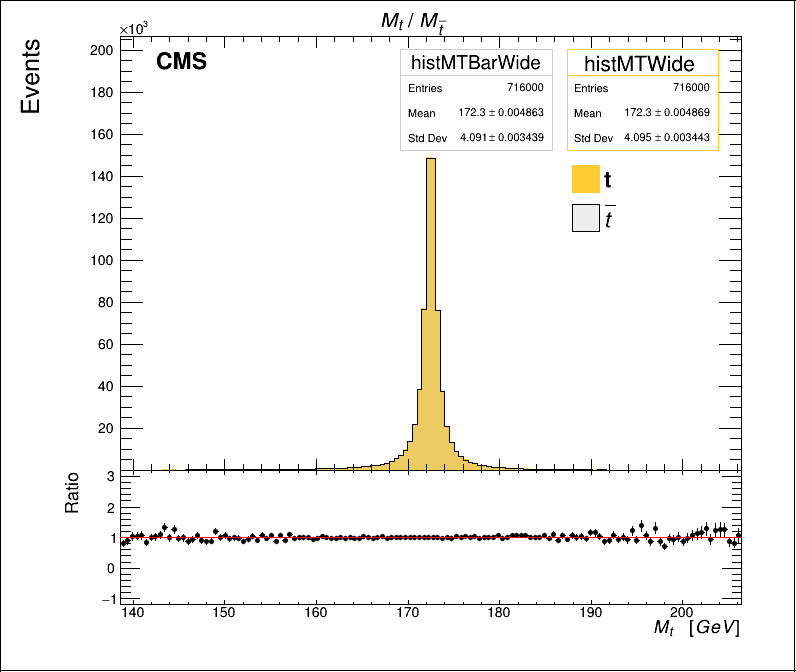 M_t / M_t̅
×10³
Events
CMS
histMTBarWide
Entries 716000
Mean 172.3 ± 0.004863
Std Dev 4.091 ± 0.003439
histMTWide
Entries 716000
Mean 172.3 ± 0.004869
Std Dev 4.095 ± 0.003443
t
t̅
200
180
160
140
120
100
80
60
40
20
Ratio
3
2
1
0
−1
140 150 160 170 180 190 200
M_t [GeV]